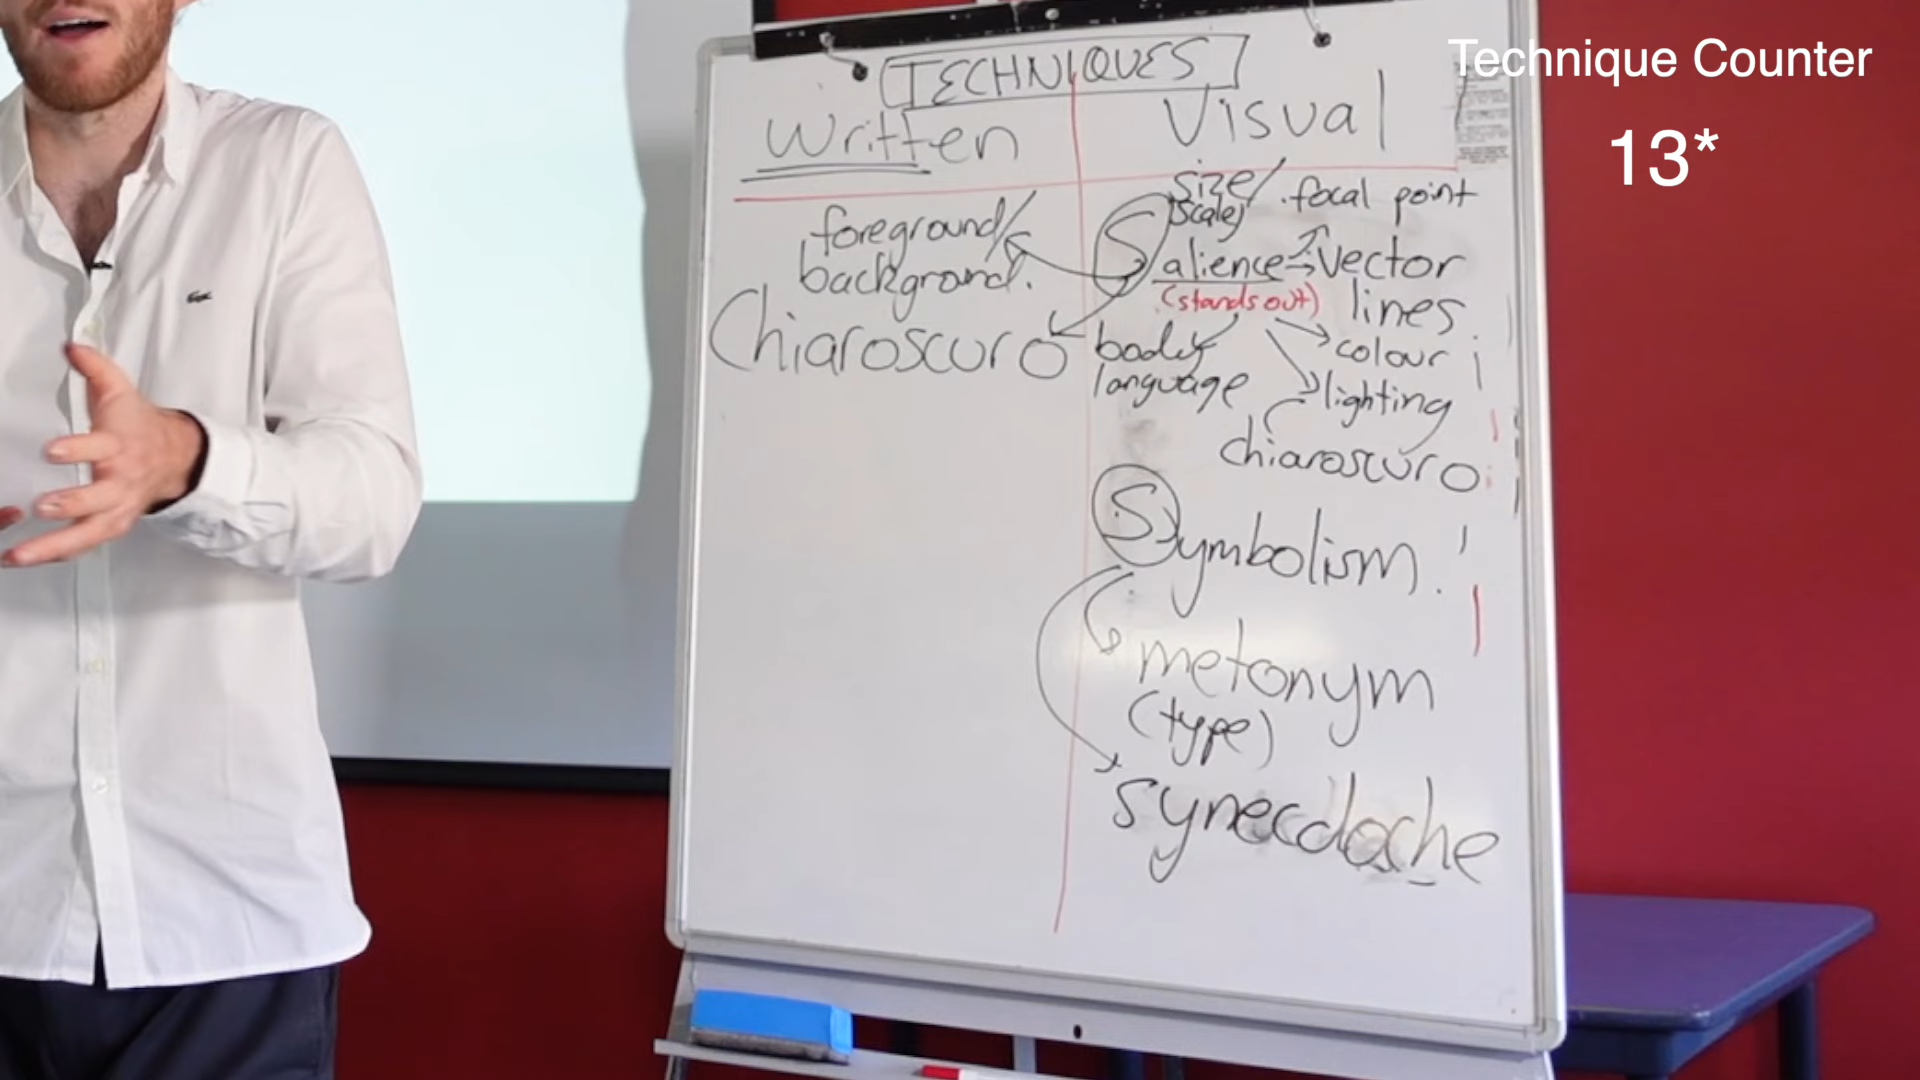 TECHNIQUES
Written
Visual
size/
scale
focal point
foreground/
background.
Salience
vector
lines
(stands out)
Chiaroscuro
body
language
colour
lighting
chiaroscuro
Symbolism.
metonym
(type)
synecdoche
Technique Counter
13*